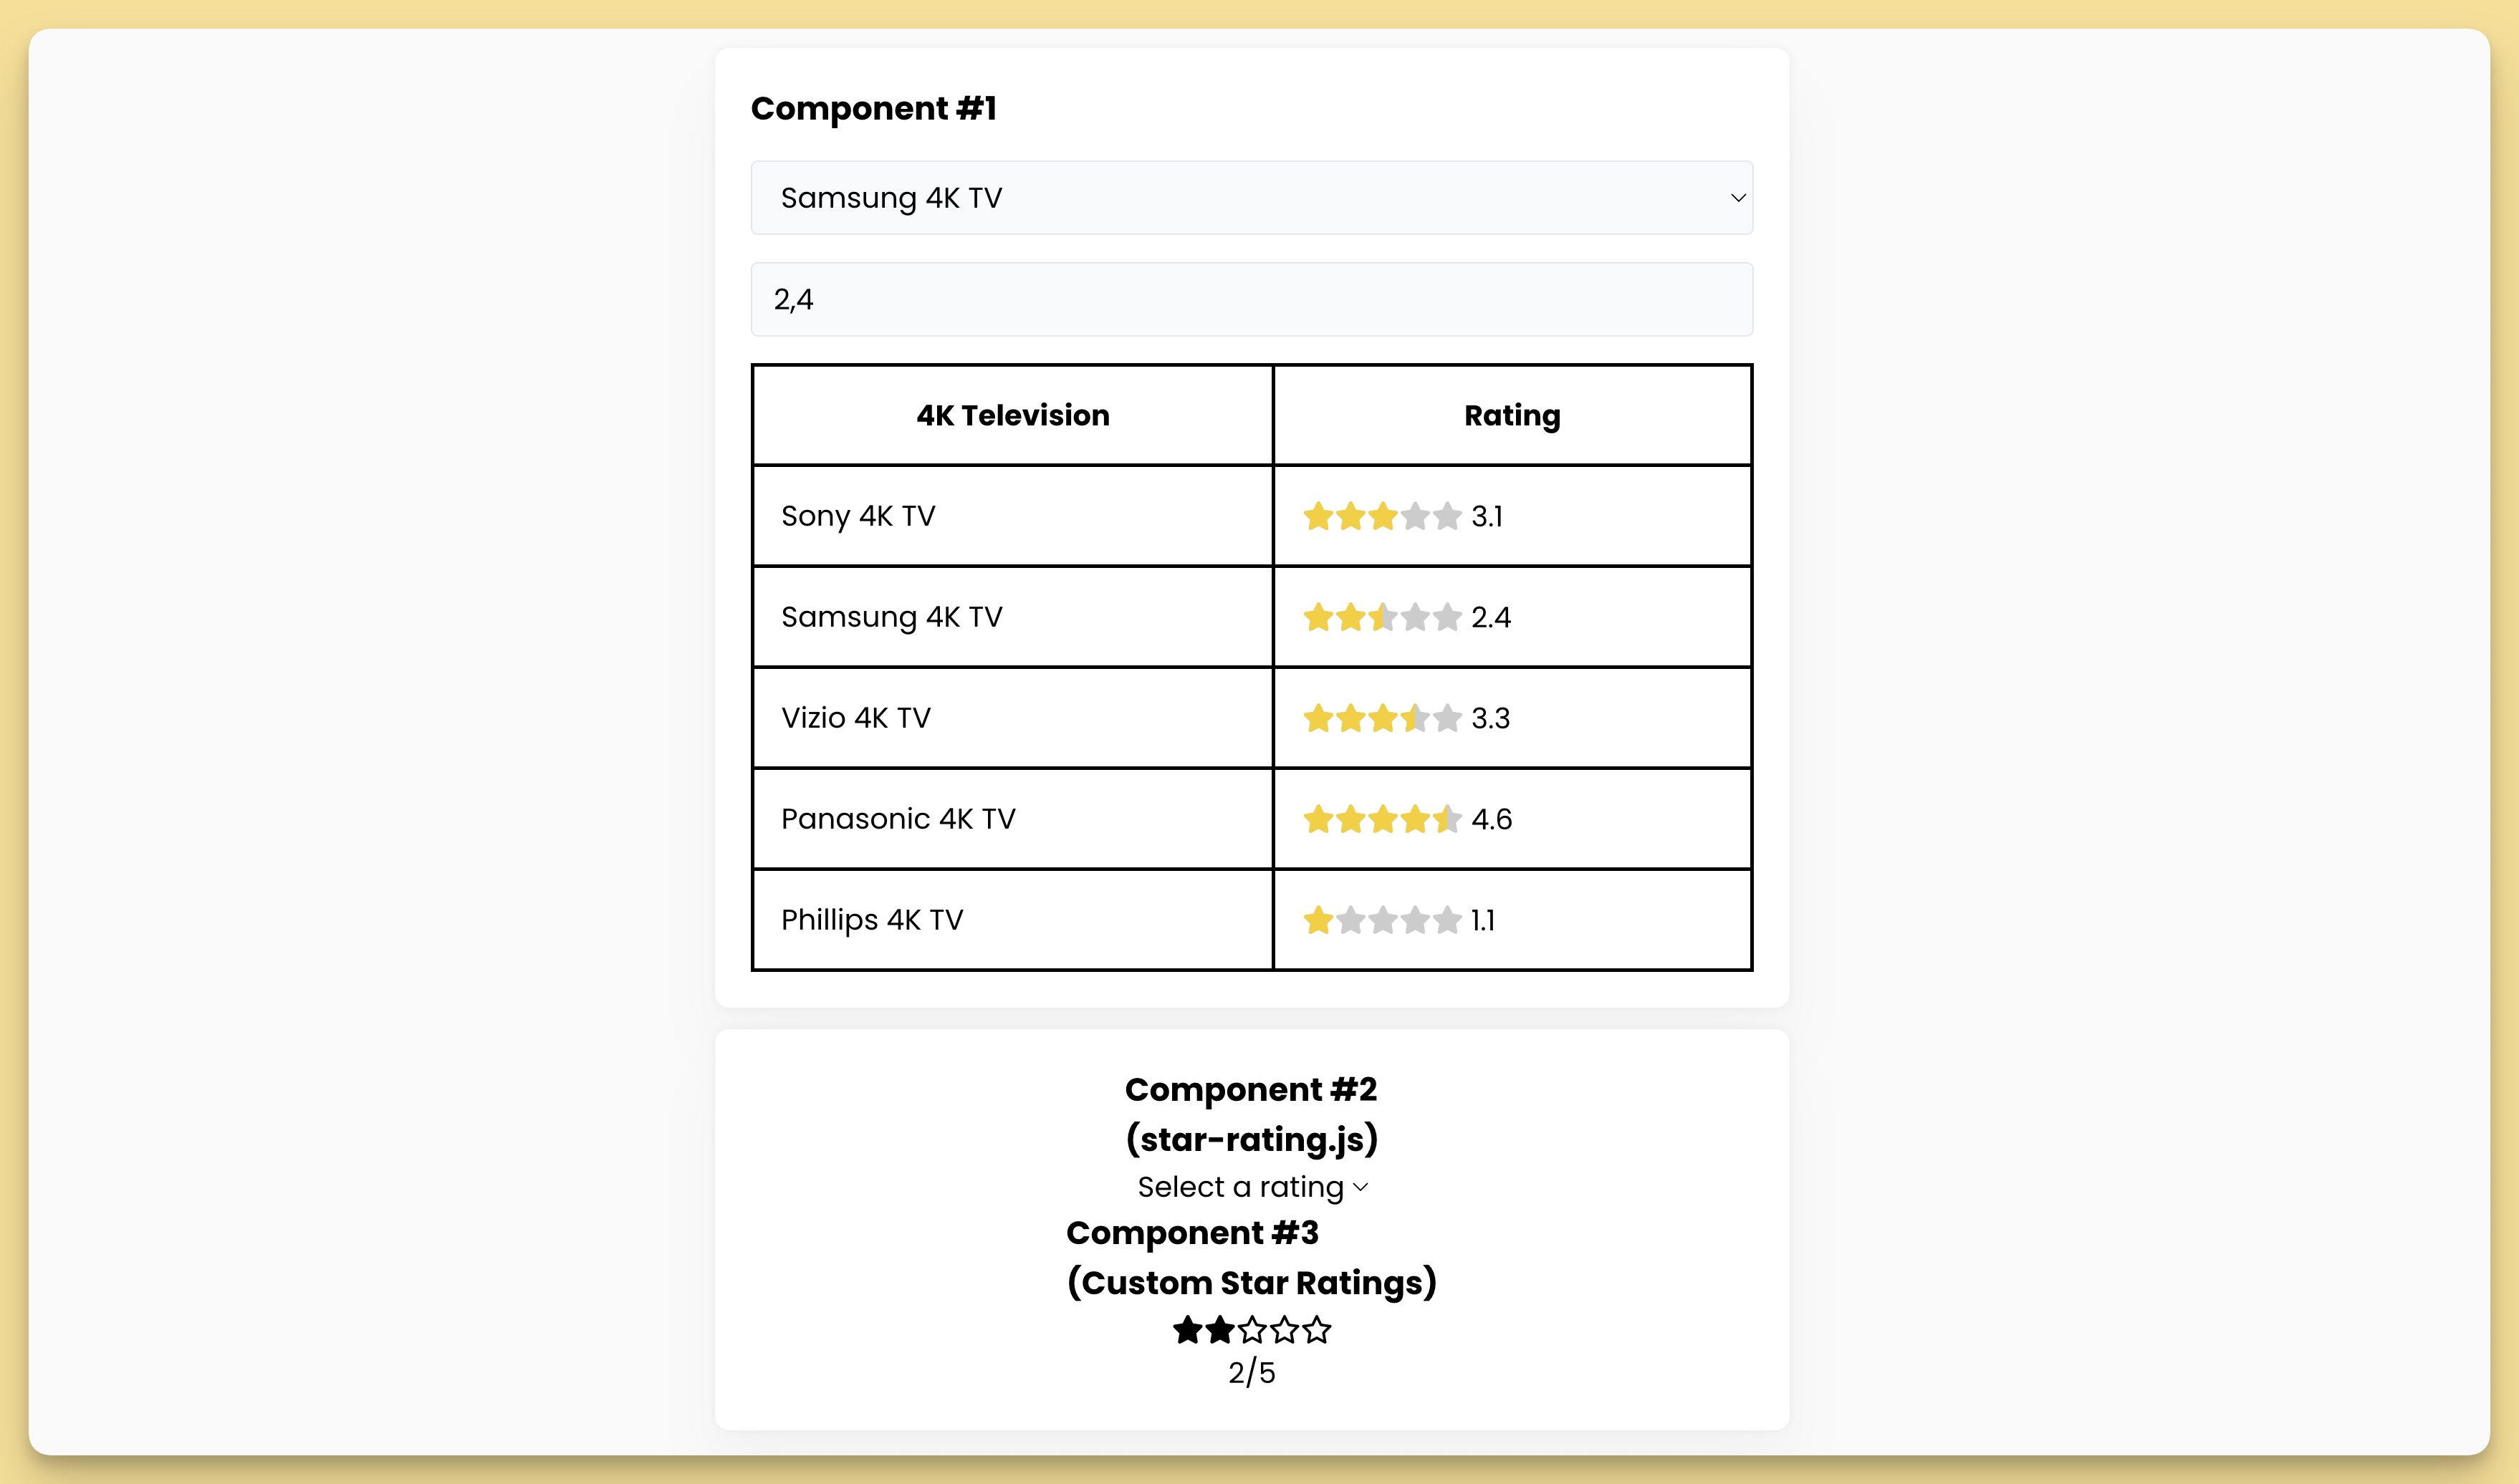 Component #1
Samsung 4K TV
2,4
4K Television Rating
Sony 4K TV 3.1
Samsung 4K TV 2.4
Vizio 4K TV 3.3
Panasonic 4K TV 4.6
Phillips 4K TV 1.1
Component #2
(star-rating.js)
Select a rating
Component #3
(Custom Star Ratings)
2/5